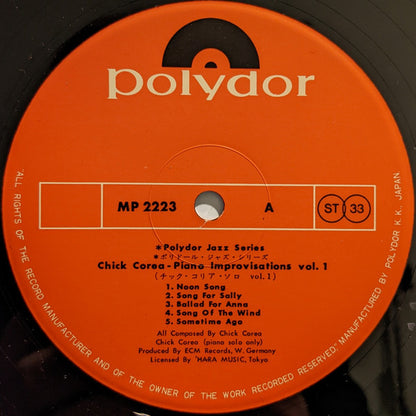 polydor
MP 2223 A ST 33
*Polydor Jazz Series
*ポリドール・ジャズ・シリーズ
Chick Corea-Piano Improvisations vol. 1
(チック・コリア・ソロ vol.1)
1. Noon Song
2. Song For Sally
3. Ballad For Anna
4. Song Of The Wind
5. Sometime Ago
All Composed By Chick Corea
Chick Corea (piano solo only)
Produced By ECM Records, W. Germany
Licensed By 'HARA MUSIC, Tokyo
"ALL RIGHTS OF THE RECORD MANUFACTURER AND OF THE OWNER OF THE WORK RECORDED RESERVED" MANUFACTURED BY POLYDOR K.K., JAPAN.